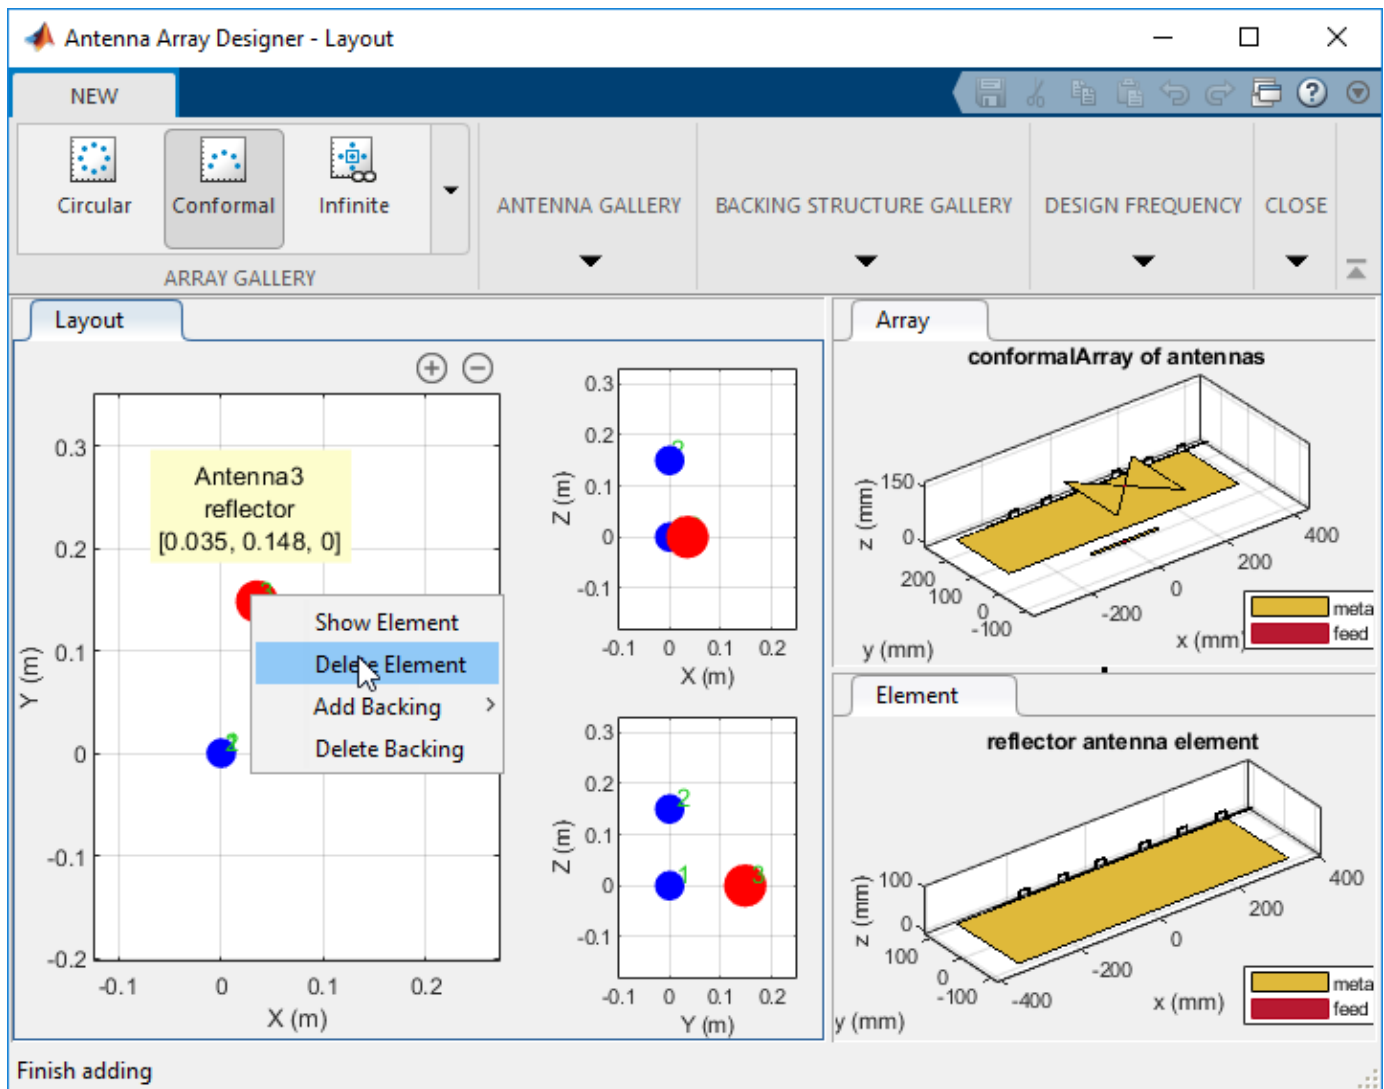 Antenna Array Designer - Layout
NEW
Circular
Conformal
Infinite
ARRAY GALLERY
ANTENNA GALLERY
BACKING STRUCTURE GALLERY
DESIGN FREQUENCY
CLOSE
Layout
0.3
0.2
0.1
0
-0.1
-0.2
Y (m)
-0.1 0 0.1 0.2
X (m)
Antenna3
reflector
[0.035, 0.148, 0]
Show Element
Delete Element
Add Backing
Delete Backing
0.3
0.2
0.1
0
-0.1
Z (m)
2
-0.1 0 0.1 0.2
X (m)
0.3
0.2
0.1
0
-0.1
Z (m)
2
1
3
-0.1 0 0.1 0.2
Y (m)
Array
conformalArray of antennas
150
0
z (mm)
200
100
0
-100
y (mm)
-200
0
200
400
x (mm)
meta
feed
Element
reflector antenna element
100
0
z (mm)
100
0
-100
y (mm)
-400
-200
0
200
400
x (mm)
meta
feed
Finish adding